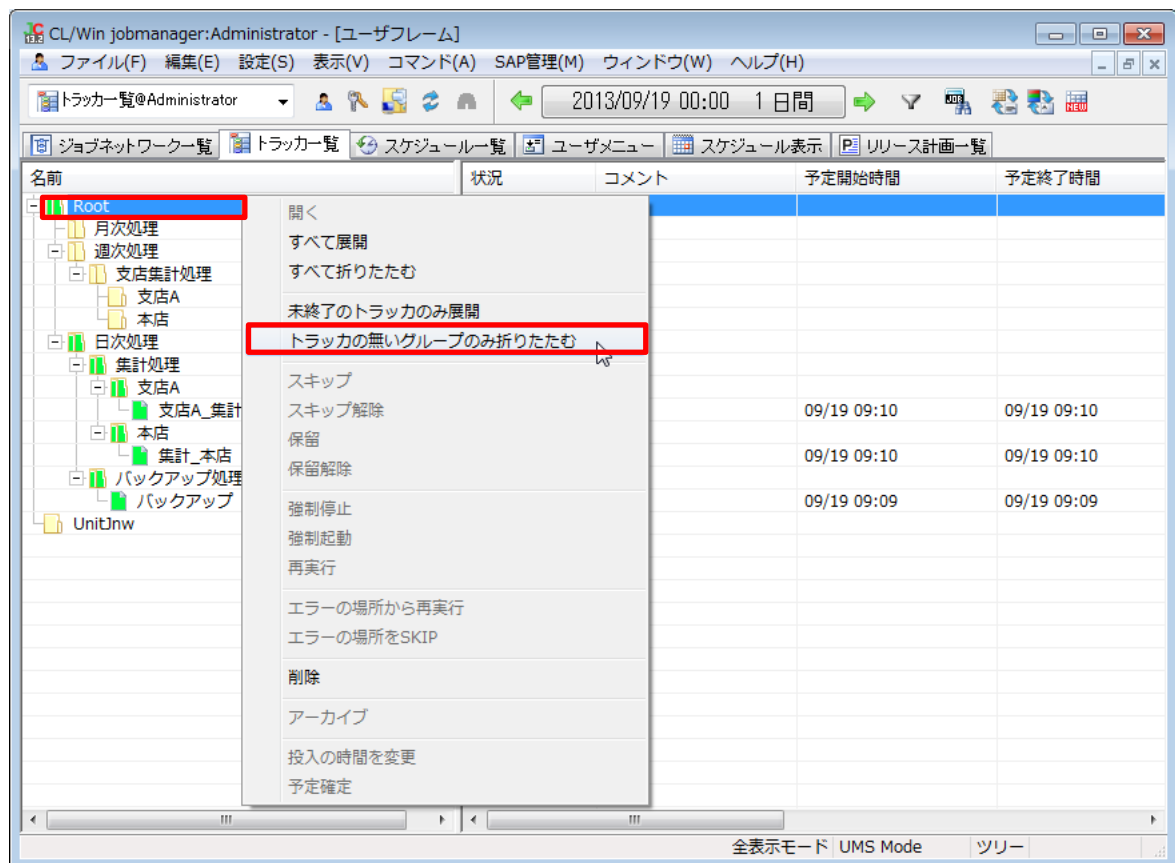 CL/Win jobmanager:Administrator - [ユーザフレーム]
ファイル(F) 編集(E) 設定(S) 表示(V) コマンド(A) SAP管理(M) ウィンドウ(W) ヘルプ(H)
トラッカ一覧@Administrator 2013/09/19 00:00 1 日間
ジョブネットワーク一覧 トラッカ一覧 スケジュール一覧 ユーザメニュー スケジュール表示 リリース計画一覧
名前 状況 コメント 予定開始時間 予定終了時間
Root
月次処理
週次処理
支店集計処理
支店A
本店
日次処理
集計処理
支店A
支店A_集計 09/19 09:10 09/19 09:10
本店
集計_本店 09/19 09:10 09/19 09:10
バックアップ処理
バックアップ 09/19 09:09 09/19 09:09
UnitJnw
開く
すべて展開
すべて折りたたむ
未終了のトラッカのみ展開
トラッカの無いグループのみ折りたたむ
スキップ
スキップ解除
保留
保留解除
強制停止
強制起動
再実行
エラーの場所から再実行
エラーの場所をSKIP
削除
アーカイブ
投入の時間を変更
予定確定
全表示モード UMS Mode ツリー